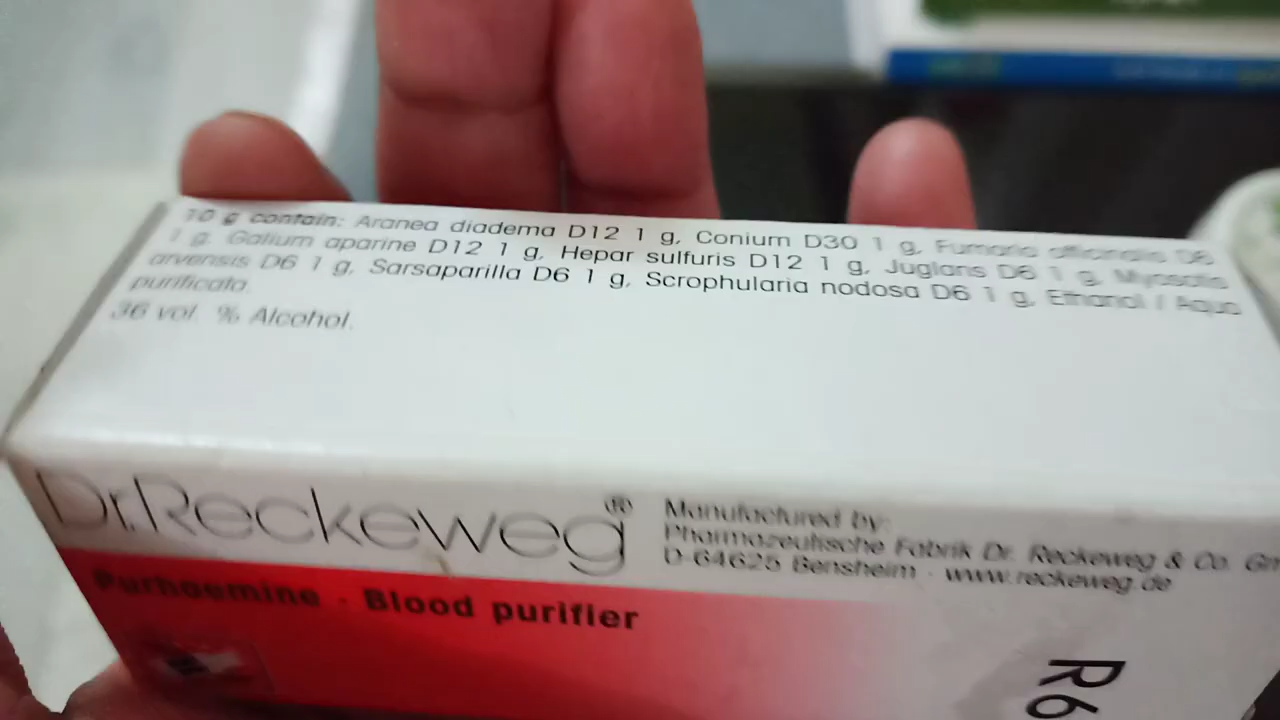 10 g contain: Aranea diadema D12 1 g, Conium D30 1 g, Fumaria officinalis D6
1 g, Galium aparine D12 1 g, Hepar sulfuris D12 1 g, Juglans D6 1 g, Myosotis
arvensis D6 1 g, Sarsaparilla D6 1 g, Scrophularia nodosa D6 1 g, Ethanol / Aqua
purificata.
36 vol. % Alcohol.
Dr.Reckeweg®
Manufactured by:
Pharmazeutische Fabrik Dr. Reckeweg & Co.
D-64625 Bensheim · www.reckeweg.de
Purhaemine · Blood purifier
R6